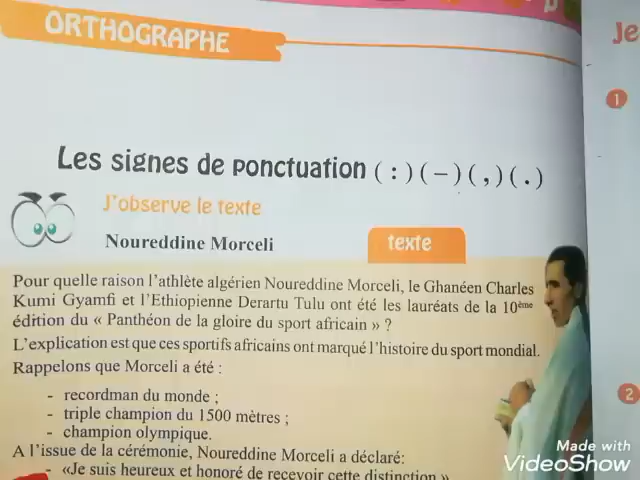 ORTHOGRAPHE
Je
1
Les signes de ponctuation ( : ) ( – ) ( , ) ( . )
J'observe le texte
Noureddine Morceli
texte
Pour quelle raison l'athlète algérien Noureddine Morceli, le Ghanéen Charles
Kumi Gyamfi et l'Ethiopienne Derartu Tulu ont été les lauréats de la 10ème
édition du « Panthéon de la gloire du sport africain » ?
L'explication est que ces sportifs africains ont marqué l'histoire du sport mondial.
Rappelons que Morceli a été :
- recordman du monde ;
- triple champion du 1500 mètres ;
- champion olympique.
2
A l'issue de la cérémonie, Noureddine Morceli a déclaré:
- «Je suis heureux et honoré de recevoir cette distinction »
Made with
VideoShow